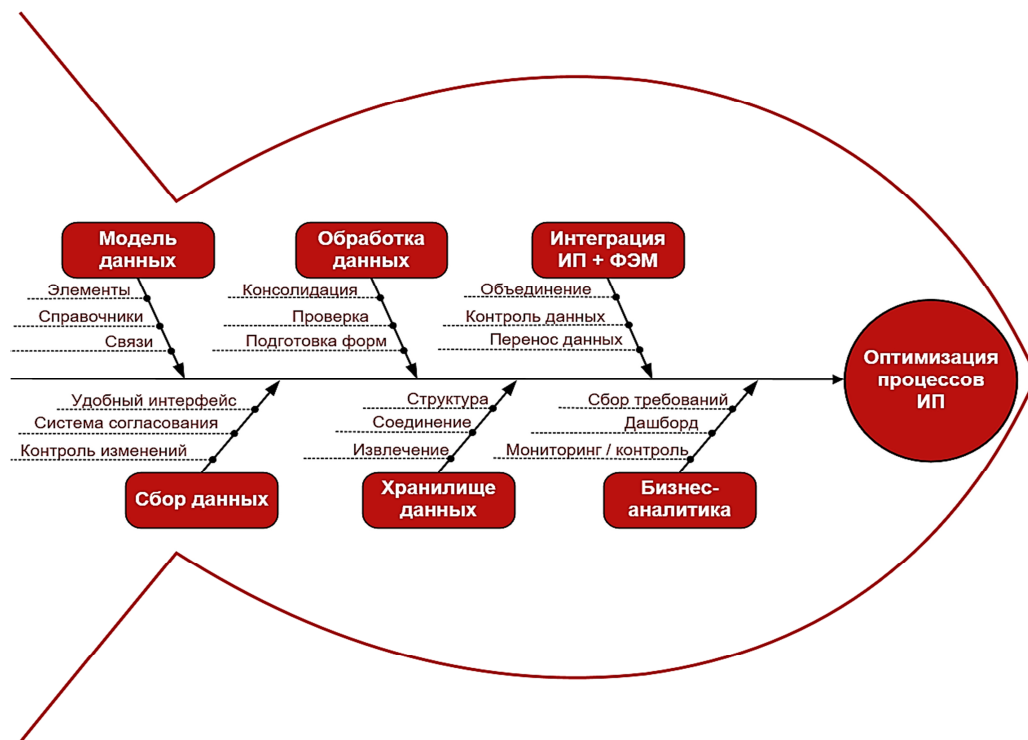 Модель
данных
Обработка
данных
Интеграция
ИП + ФЭМ
Элементы
Справочники
Связи
Консолидация
Проверка
Подготовка форм
Объединение
Контроль данных
Перенос данных
Оптимизация
процессов
ИП
Удобный интерфейс
Система согласования
Контроль изменений
Структура
Соединение
Извлечение
Сбор требований
Дашборд
Мониторинг / контроль
Сбор данных
Хранилище
данных
Бизнес-
аналитика